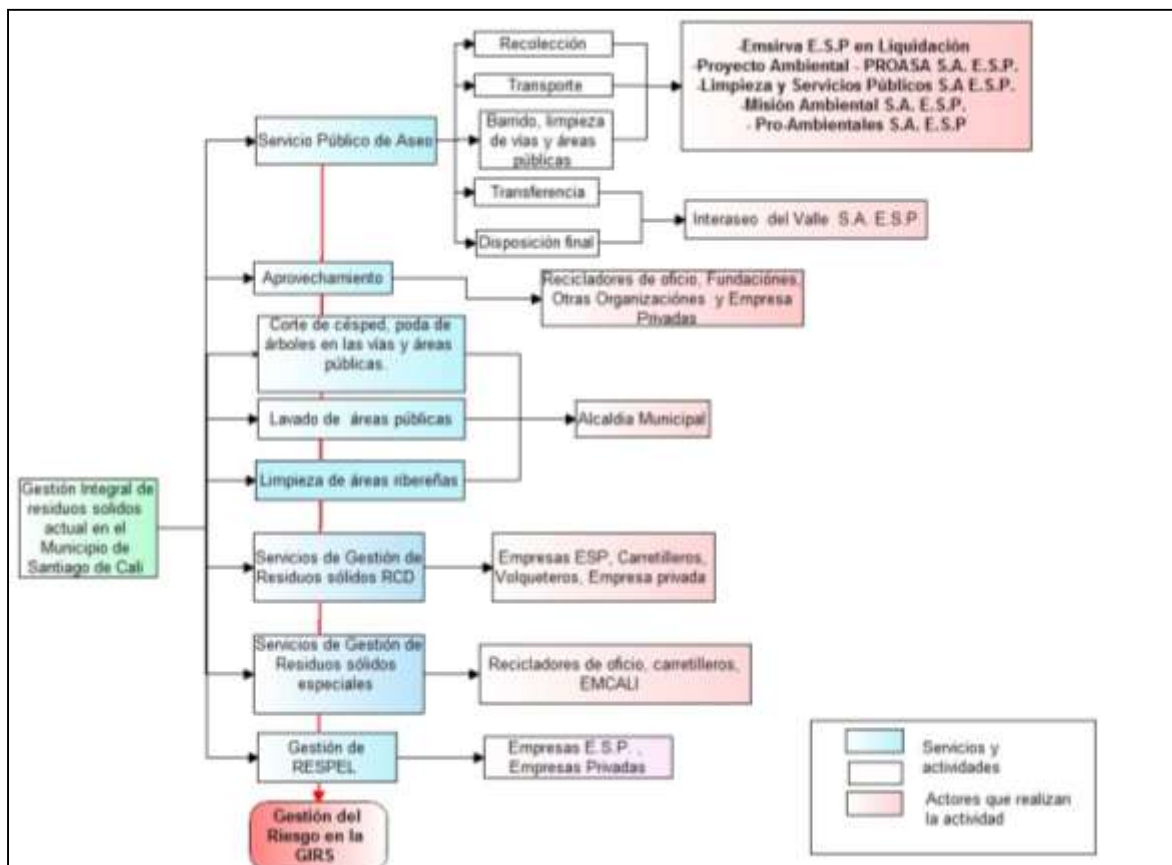 Recolección
Transporte
Barrido, limpieza
de vías y áreas
públicas
Servicio Público de Aseo
Transferencia
Disposición final
-Emsirva E.S.P en Liquidación
-Proyecto Ambiental - PROASA S.A. E.S.P.
-Limpieza y Servicios Públicos S.A E.S.P.
-Misión Ambiental S.A. E.S.P.
- Pro-Ambientales S.A. E.S.P
Interaseo del Valle S.A. E.S.P
Aprovechamiento
Recicladores de oficio, Fundaciónes,
Otras Organizaciónes y Empresa
Privadas
Corte de césped, poda de
árboles en las vías y áreas
públicas.
Lavado de áreas públicas
Limpieza de áreas ribereñas
Alcaldia Municipal
Gestión Integral de
residuos solidos
actual en el
Municipio de
Santiago de Cali
Servicios de Gestión de
Residuos sólidos RCD
Empresas ESP, Carretilleros,
Volqueteros, Empresa privada
Servicios de Gestión de
Residuos sólidos
especiales
Recicladores de oficio, carretilleros,
EMCALI
Gestión de
RESPEL
Empresas E.S.P. ,
Empresas Privadas
Gestión del
Riesgo en la
GIRS
Servicios y
actividades
Actores que realizan
la actividad